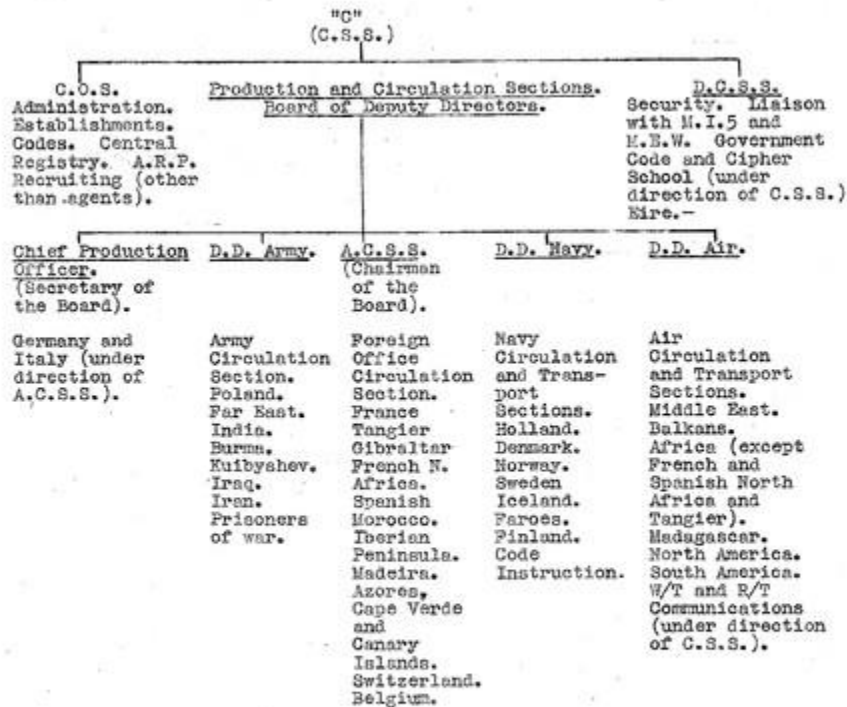 "C"
(C.S.S.)
C.O.S.
Administration.
Establishments.
Codes. Central
Registry. A.R.P.
Recruiting (other
than agents).
Production and Circulation Sections.
Board of Deputy Directors.
D.C.S.S.
Security. Liaison
with M.I.5 and
M.E.W. Government
Code and Cipher
School (under
direction of C.S.S.)
Eire.-
Chief Production
Officer.
(Secretary of
the Board).
Germany and
Italy (under
direction of
A.C.S.S.).
D.D. Army.
Army
Circulation
Section.
Poland.
Far East.
India.
Burma.
Kuibyshev.
Iraq.
Iran.
Prisoners
of war.
A.C.S.S.
(Chairman
of the
Board).
Foreign
Office
Circulation
Section.
France
Tangier
Gibraltar
French N.
Africa.
Spanish
Morocco.
Iberian
Peninsula.
Madeira.
Azores,
Cape Verde
and
Canary
Islands.
Switzerland.
Belgium.
D.D. Navy.
Navy
Circulation
and Trans-
port
Sections.
Holland.
Denmark.
Norway.
Sweden
Iceland.
Faroes.
Finland.
Code
Instruction.
D.D. Air.
Air
Circulation
and Transport
Sections.
Middle East.
Balkans.
Africa (except
French and
Spanish North
Africa and
Tangier).
Madagascar.
North America.
South America.
W/T and R/T
Communications
(under direction
of C.S.S.).